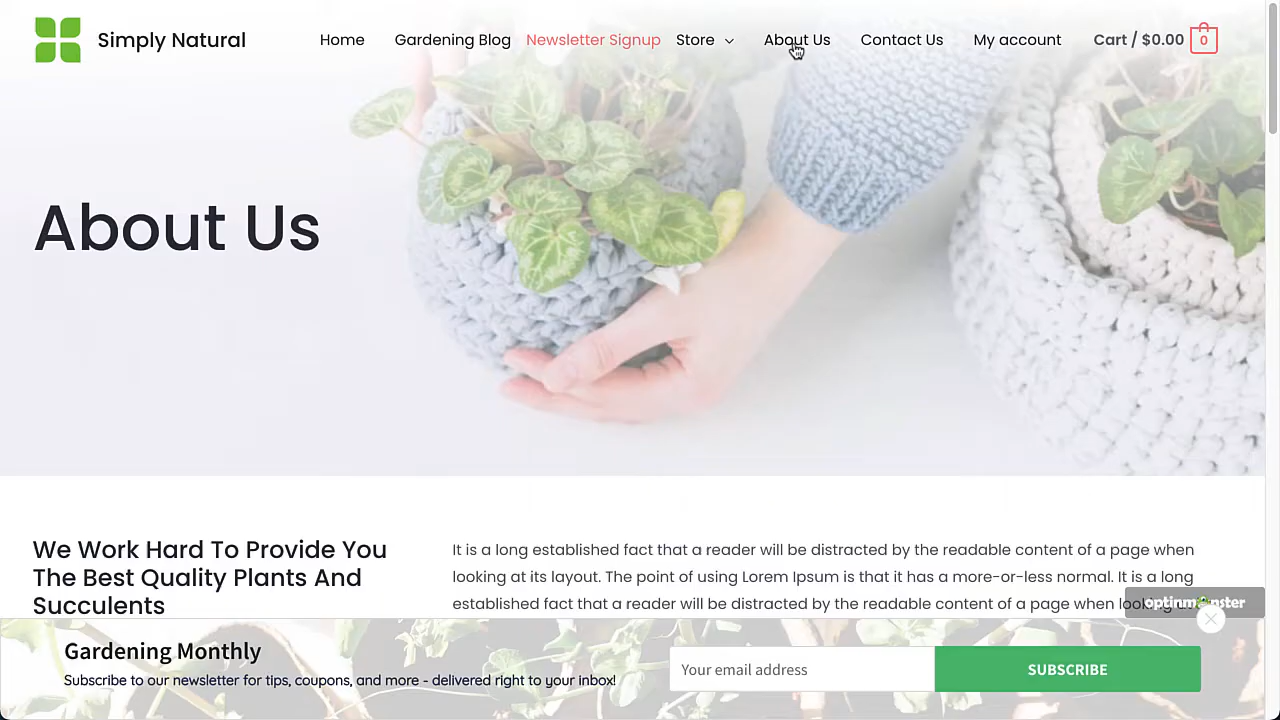 Simply Natural
Home
Gardening Blog
Newsletter Signup
Store
About Us
Contact Us
My account
Cart / $0.00
0
About Us
We Work Hard To Provide You
The Best Quality Plants And
Succulents
It is a long established fact that a reader will be distracted by the readable content of a page when
looking at its layout. The point of using Lorem Ipsum is that it has a more-or-less normal. It is a long
established fact that a reader will be distracted by the readable content of a page when
optinmonster
Gardening Monthly
Subscribe to our newsletter for tips, coupons, and more - delivered right to your inbox!
Your email address
SUBSCRIBE